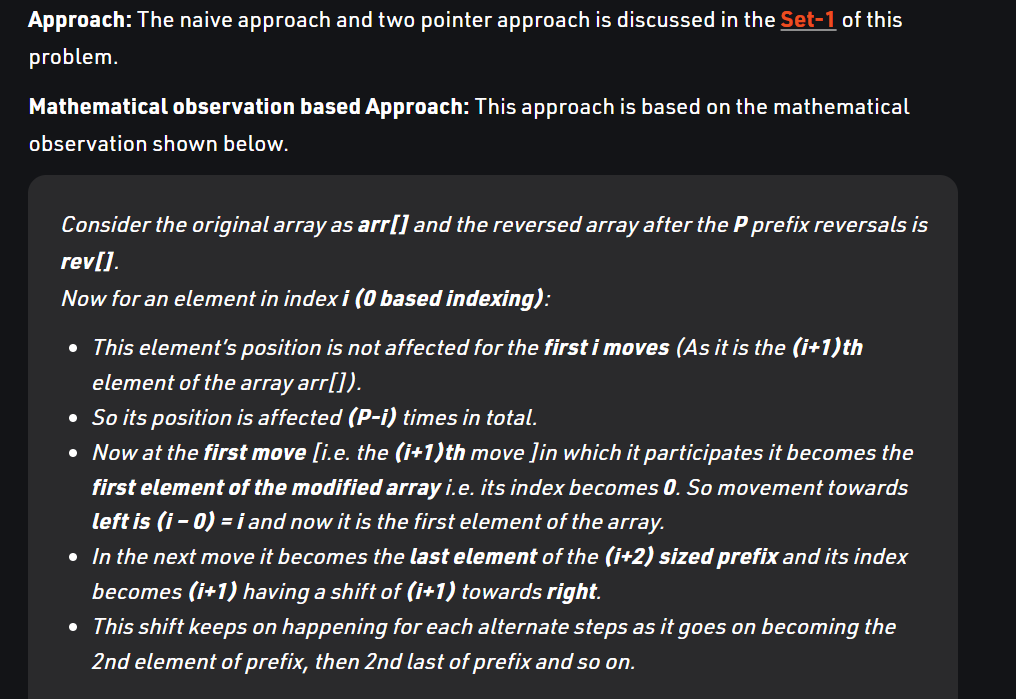 Approach: The naive approach and two pointer approach is discussed in the Set-1 of this
problem.
Mathematical observation based Approach: This approach is based on the mathematical
observation shown below.
Consider the original array as arr[] and the reversed array after the P prefix reversals is
rev[].
Now for an element in index i (0 based indexing):
• This element's position is not affected for the first i moves (As it is the (i+1)th
element of the array arr[]).
• So its position is affected (P-i) times in total.
• Now at the first move [i.e. the (i+1)th move ]in which it participates it becomes the
first element of the modified array i.e. its index becomes 0. So movement towards
left is (i – 0) = i and now it is the first element of the array.
• In the next move it becomes the last element of the (i+2) sized prefix and its index
becomes (i+1) having a shift of (i+1) towards right.
• This shift keeps on happening for each alternate steps as it goes on becoming the
2nd element of prefix, then 2nd last of prefix and so on.